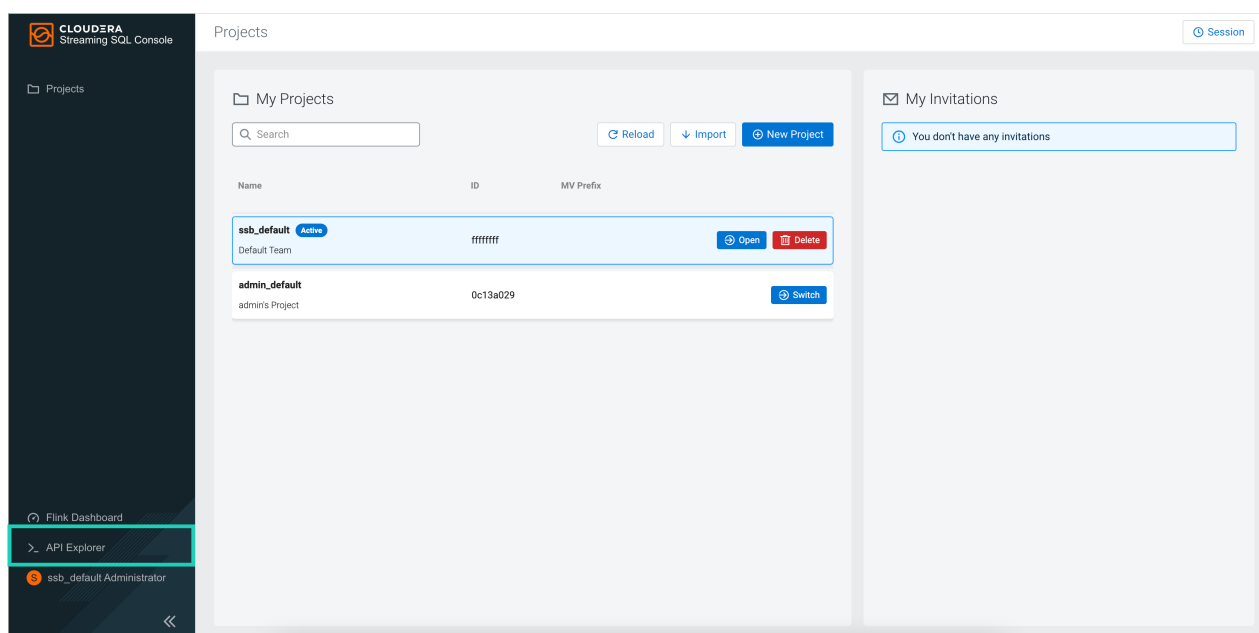 CLOUDERA
Streaming SQL Console
Projects
Session
Projects
My Projects
Search
Reload
Import
New Project
Name
ID
MV Prefix
ssb_default
Active
Default Team
ffffffff
Open
Delete
admin_default
admin's Project
0c13a029
Switch
My Invitations
You don't have any invitations
Flink Dashboard
>_ API Explorer
S
ssb_default Administrator